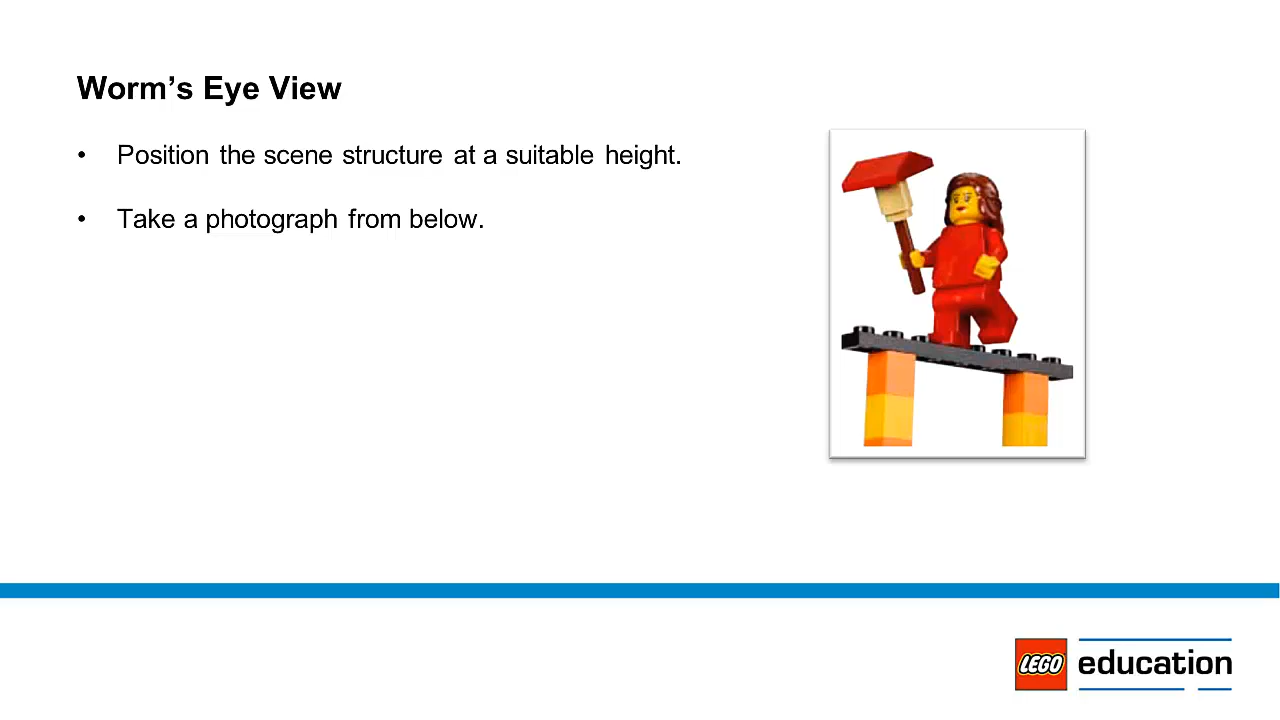 Worm’s Eye View
• Position the scene structure at a suitable height.
• Take a photograph from below.
LEGO education